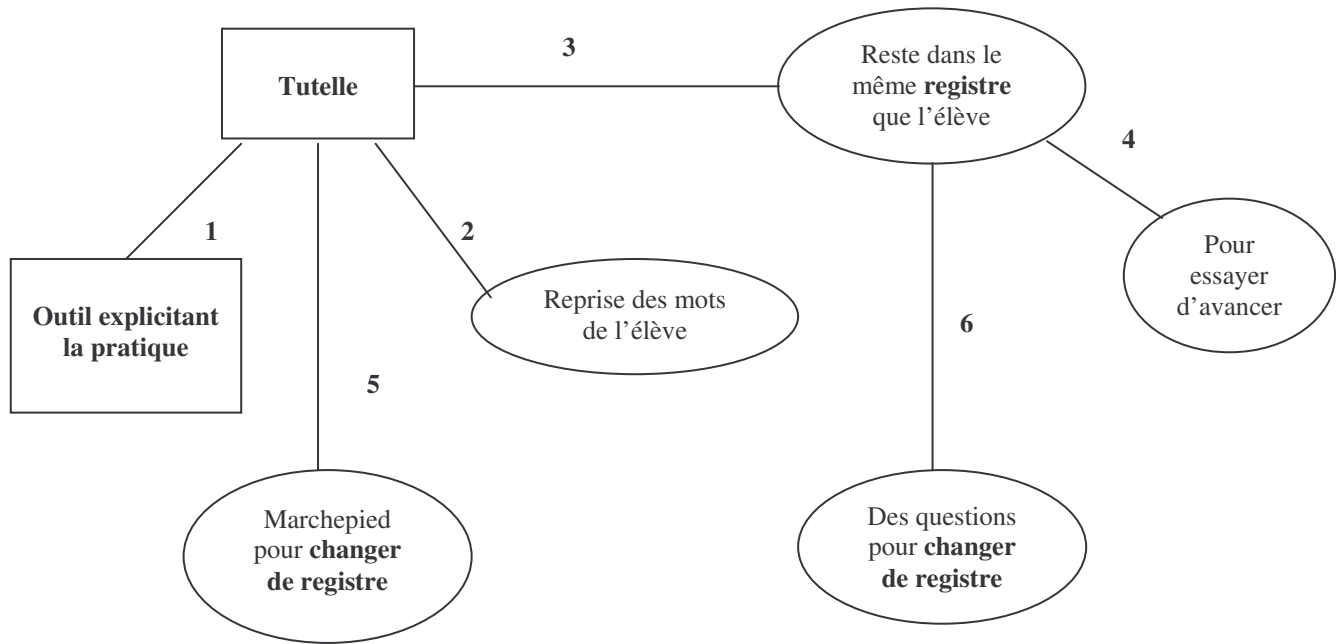 3
Tutelle
Reste dans le
même registre
que l’élève
4
1
2
Pour
essayer
d’avancer
Outil explicitant
la pratique
Reprise des mots
de l’élève
6
5
Marchepied
pour changer
de registre
Des questions
pour changer
de registre